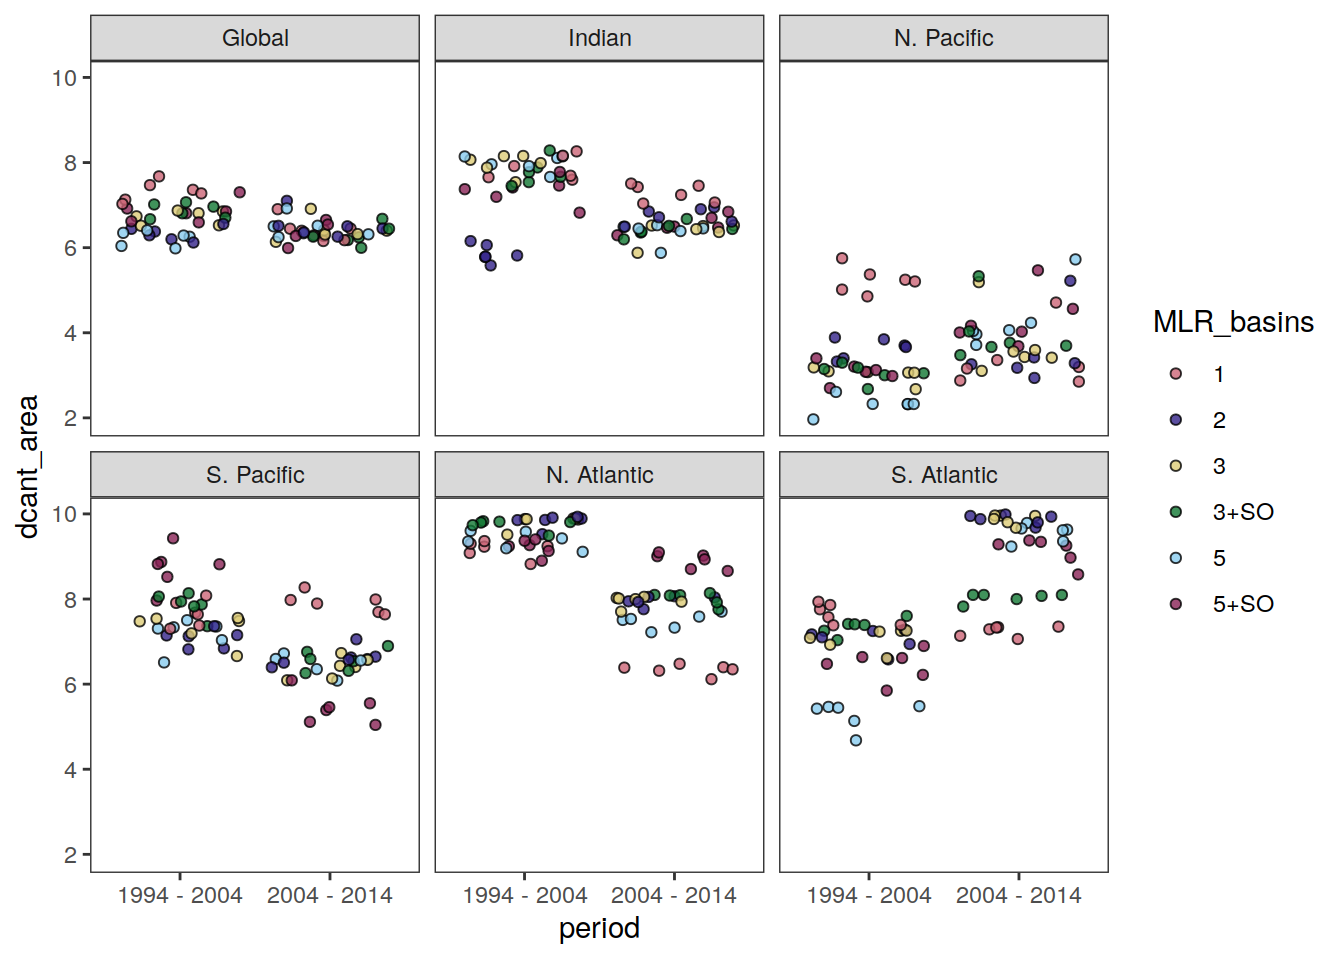 Global Indian N. Pacific
10
8
6
4
2
S. Pacific N. Atlantic S. Atlantic
10
8
6
4
2
dcant_area
1994 - 2004 2004 - 2014 1994 - 2004 2004 - 2014 1994 - 2004 2004 - 2014
period
MLR_basins
1
2
3
3+SO
5
5+SO